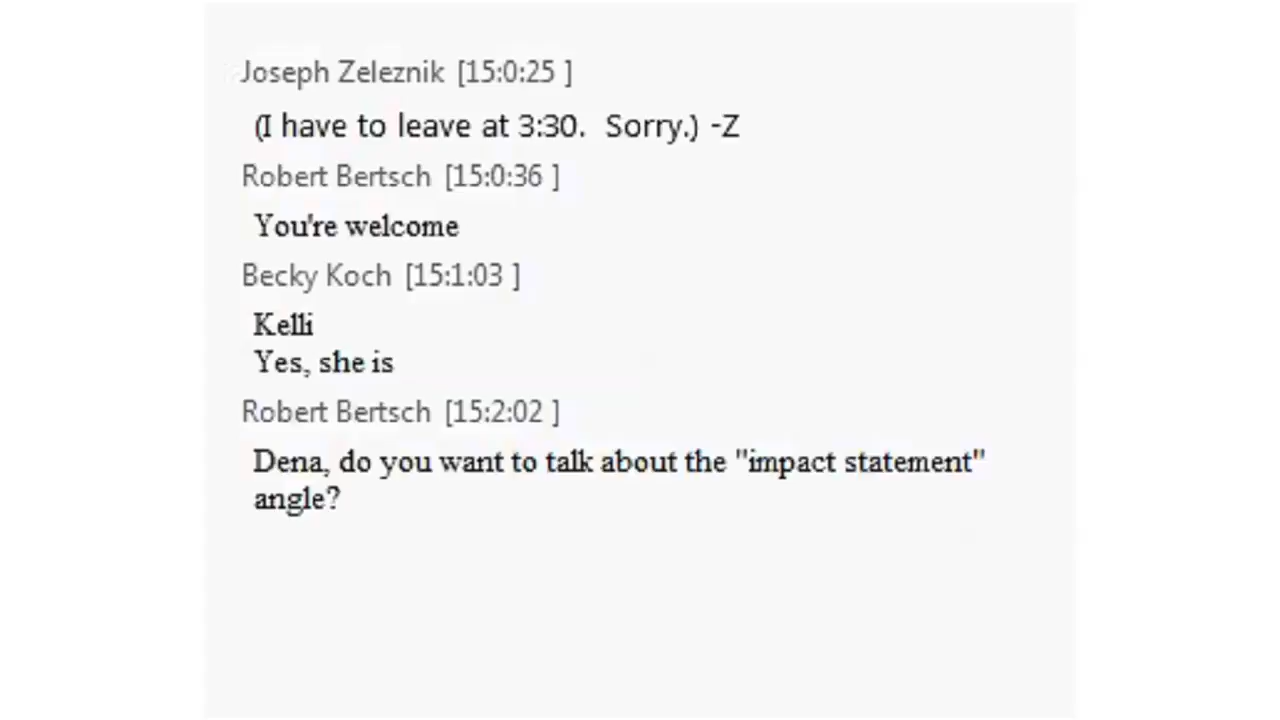 Joseph Zeleznik [15:0:25 ]
(I have to leave at 3:30.  Sorry.) -Z
Robert Bertsch [15:0:36 ]
You're welcome
Becky Koch [15:1:03 ]
Kelli
Yes, she is
Robert Bertsch [15:2:02 ]
Dena, do you want to talk about the "impact statement"
angle?